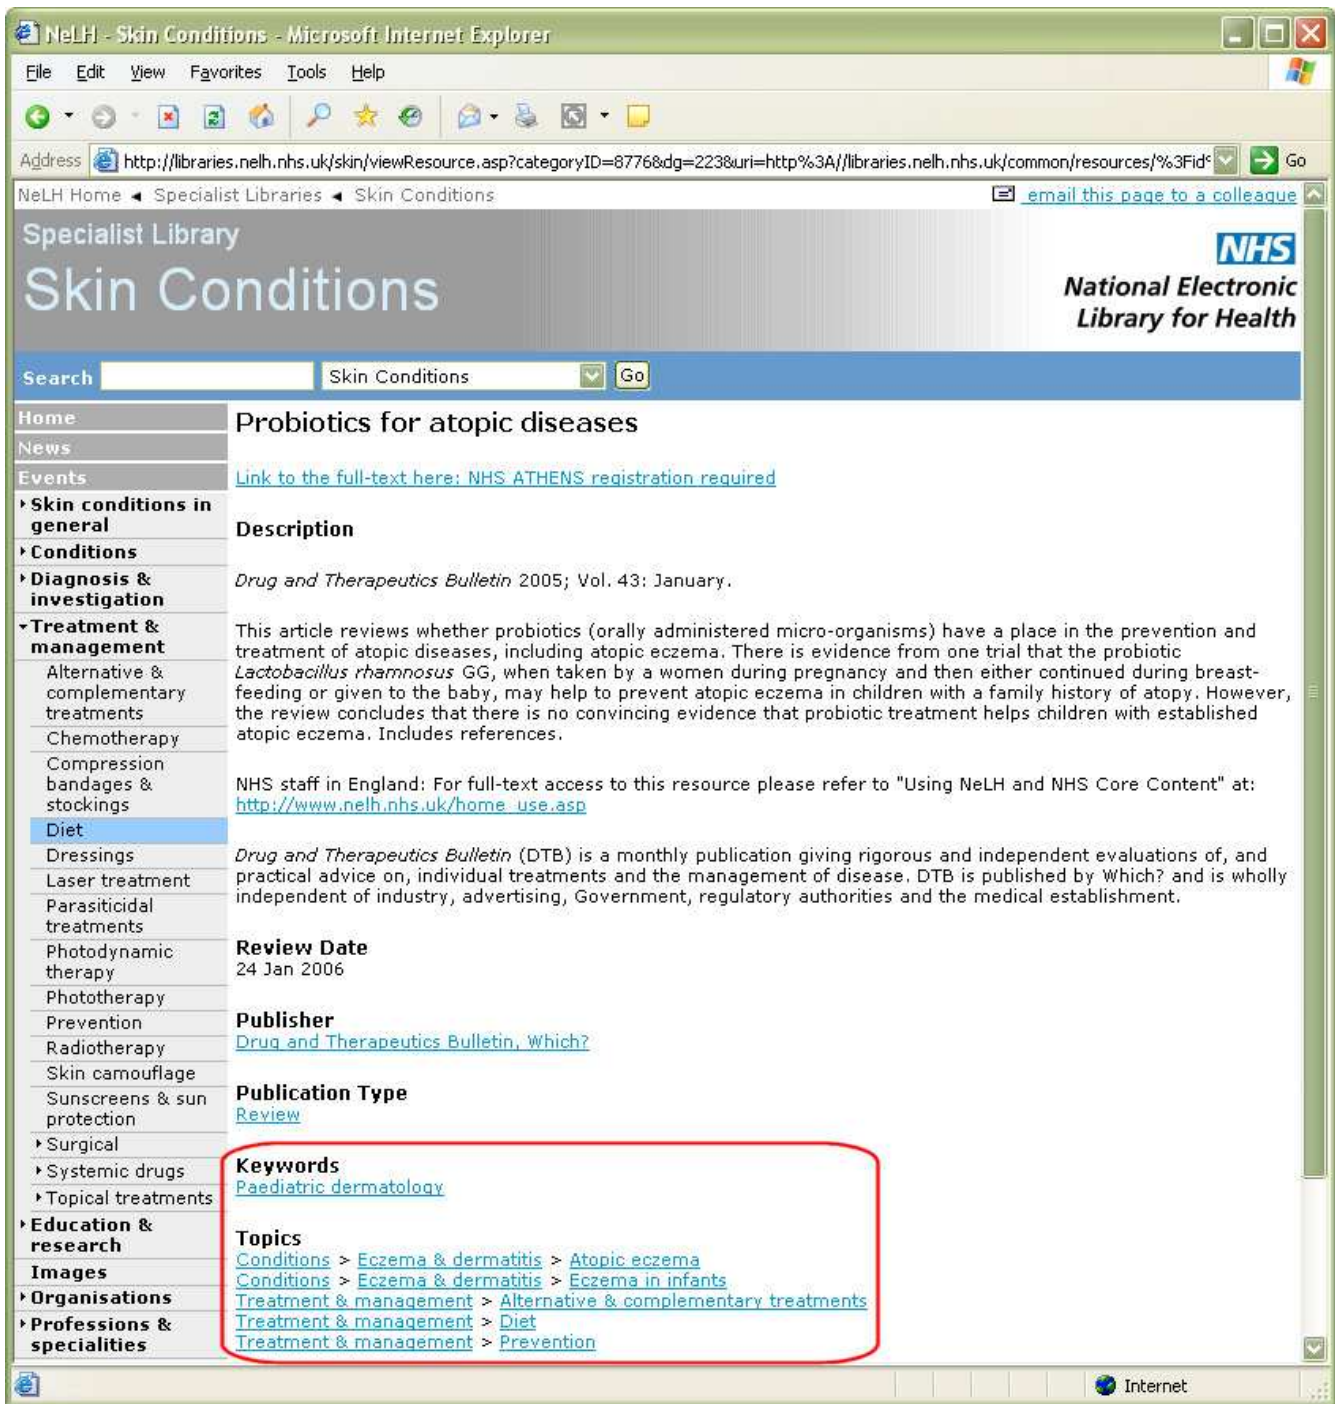 NeLH - Skin Conditions - Microsoft Internet Explorer
File Edit View Favorites Tools Help
Address http://libraries.nelh.nhs.uk/skin/viewResource.asp?categoryID=8776&dg=223&uri=http%3A//libraries.nelh.nhs.uk/common/resources/%3Fid Go
NeLH Home ◄ Specialist Libraries ◄ Skin Conditions
email this page to a colleague
Specialist Library
Skin Conditions
NHS
National Electronic
Library for Health
Search Skin Conditions Go
Home
News
Events
Skin conditions in
general
Conditions
Diagnosis &
investigation
Treatment &
management
Alternative &
complementary
treatments
Chemotherapy
Compression
bandages &
stockings
Diet
Dressings
Laser treatment
Parasiticidal
treatments
Photodynamic
therapy
Phototherapy
Prevention
Radiotherapy
Skin camouflage
Sunscreens & sun
protection
Surgical
Systemic drugs
Topical treatments
Education &
research
Images
Organisations
Professions &
specialities
Probiotics for atopic diseases
Link to the full-text here: NHS ATHENS registration required
Description
Drug and Therapeutics Bulletin 2005; Vol. 43: January.
This article reviews whether probiotics (orally administered micro-organisms) have a place in the prevention and
treatment of atopic diseases, including atopic eczema. There is evidence from one trial that the probiotic
Lactobacillus rhamnosus GG, when taken by a women during pregnancy and then either continued during breast-
feeding or given to the baby, may help to prevent atopic eczema in children with a family history of atopy. However,
the review concludes that there is no convincing evidence that probiotic treatment helps children with established
atopic eczema. Includes references.
NHS staff in England: For full-text access to this resource please refer to "Using NeLH and NHS Core Content" at:
http://www.nelh.nhs.uk/home_use.asp
Drug and Therapeutics Bulletin (DTB) is a monthly publication giving rigorous and independent evaluations of, and
practical advice on, individual treatments and the management of disease. DTB is published by Which? and is wholly
independent of industry, advertising, Government, regulatory authorities and the medical establishment.
Review Date
24 Jan 2006
Publisher
Drug and Therapeutics Bulletin, Which?
Publication Type
Review
Keywords
Paediatric dermatology
Topics
Conditions > Eczema & dermatitis > Atopic eczema
Conditions > Eczema & dermatitis > Eczema in infants
Treatment & management > Alternative & complementary treatments
Treatment & management > Diet
Treatment & management > Prevention
Internet